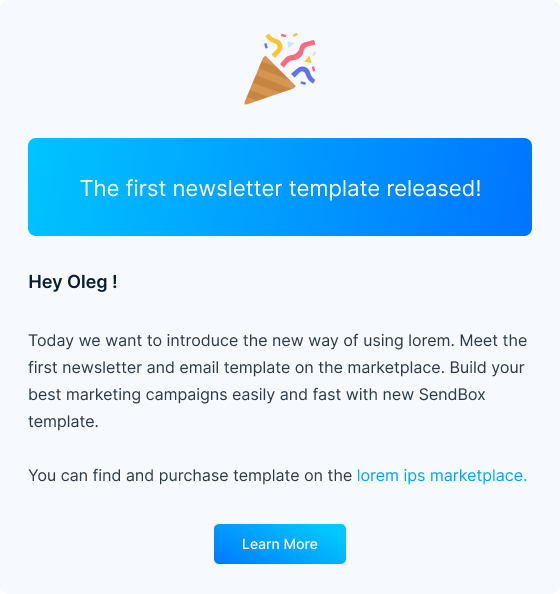 The first newsletter template released!
Hey Oleg !
Today we want to introduce the new way of using lorem. Meet the
first newsletter and email template on the marketplace. Build your
best marketing campaigns easily and fast with new SendBox
template.
You can find and purchase template on the lorem ips marketplace.
Learn More